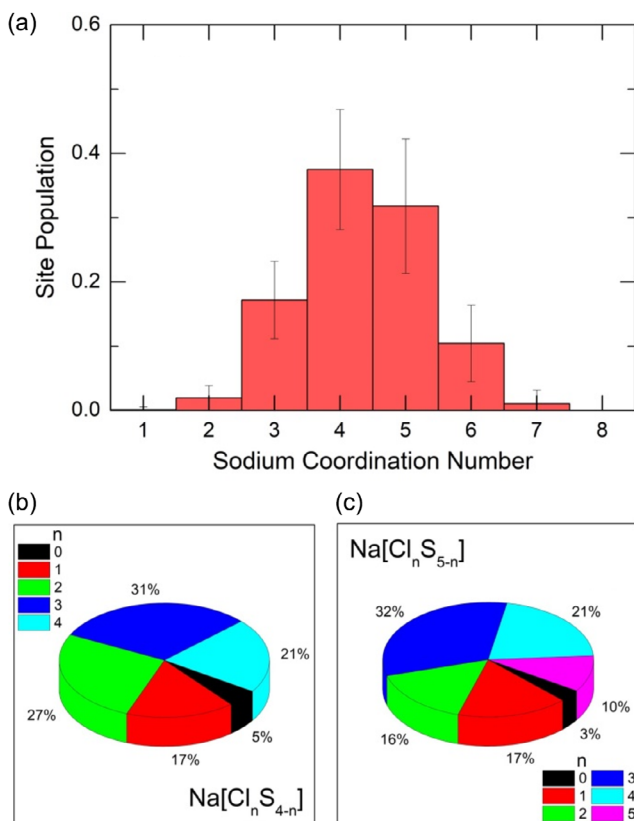 (a)
0.6
0.4
0.2
0.0
Site Population
1 2 3 4 5 6 7 8
Sodium Coordination Number
(b)
n
0
1
2
3
4
31%
21%
27%
5%
17%
Na[ClₙS₄₋ₙ]
(c)
Na[ClₙS₅₋ₙ]
32%
21%
10%
16%
3%
17%
n
0 3
1 4
2 5